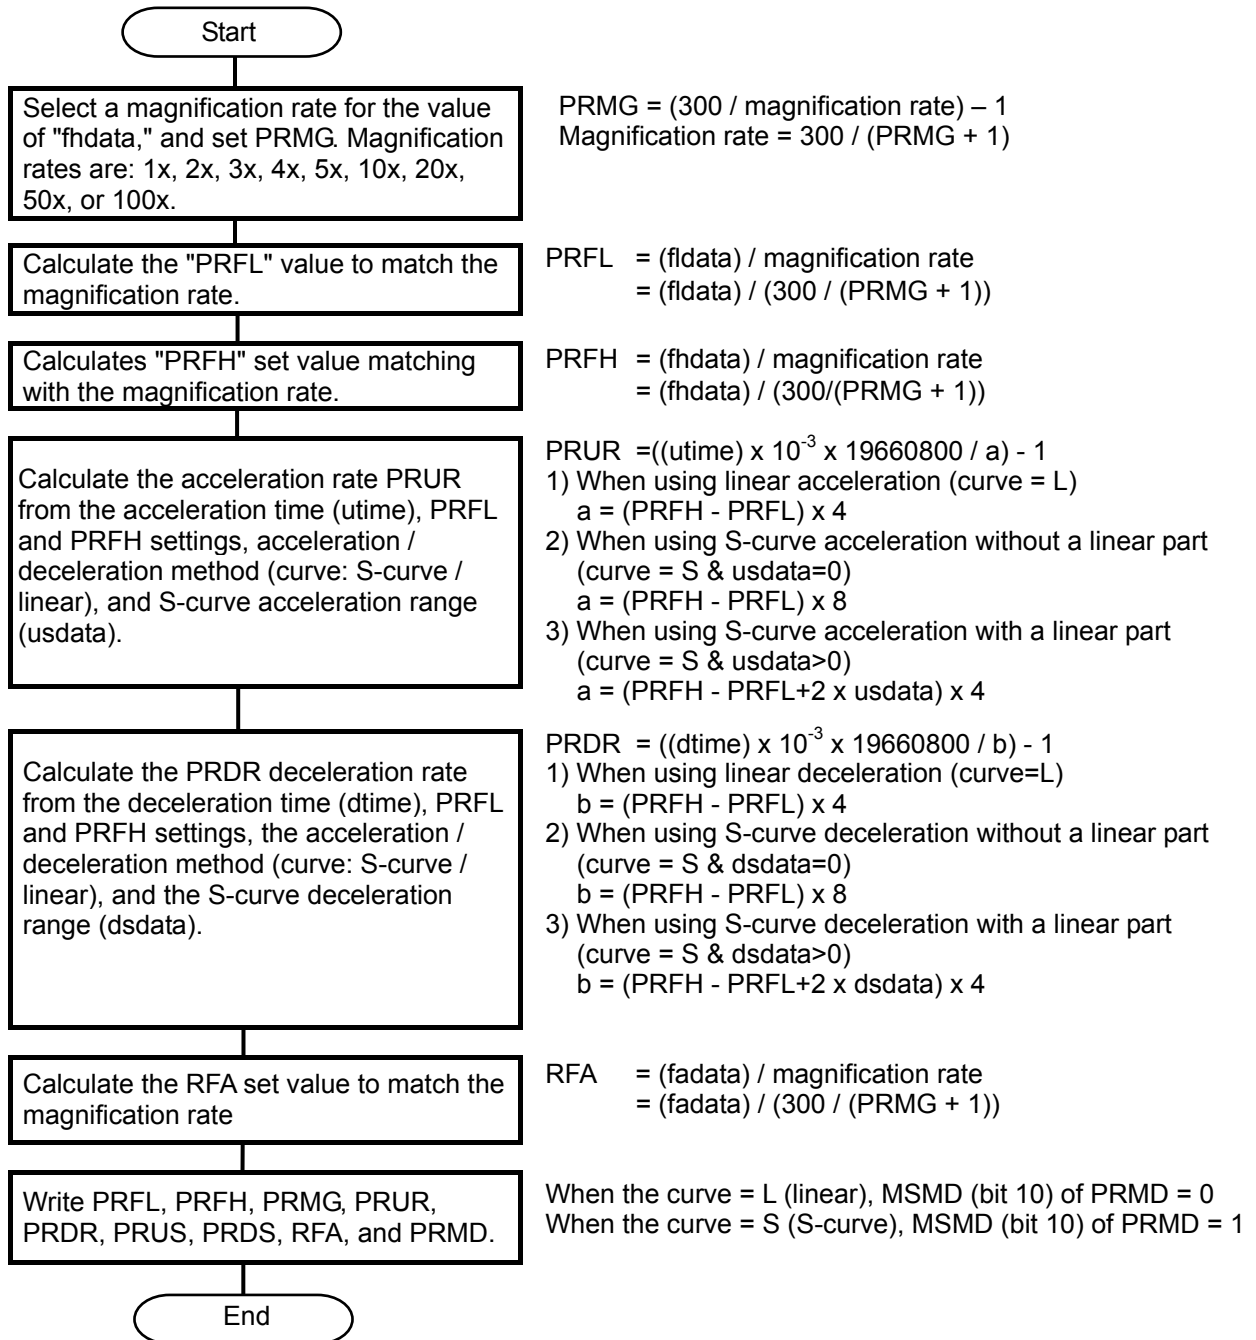 Start
Select a magnification rate for the value
of "fhdata," and set PRMG. Magnification
rates are: 1x, 2x, 3x, 4x, 5x, 10x, 20x,
50x, or 100x.
PRMG = (300 / magnification rate) – 1
Magnification rate = 300 / (PRMG + 1)
Calculate the "PRFL" value to match the
magnification rate.
PRFL = (fldata) / magnification rate
= (fldata) / (300 / (PRMG + 1))
Calculates "PRFH" set value matching
with the magnification rate.
PRFH = (fhdata) / magnification rate
= (fhdata) / (300/(PRMG + 1))
Calculate the acceleration rate PRUR
from the acceleration time (utime), PRFL
and PRFH settings, acceleration /
deceleration method (curve: S-curve /
linear), and S-curve acceleration range
(usdata).
PRUR =((utime) x 10-3 x 19660800 / a) - 1
1) When using linear acceleration (curve = L)
a = (PRFH - PRFL) x 4
2) When using S-curve acceleration without a linear part
(curve = S & usdata=0)
a = (PRFH - PRFL) x 8
3) When using S-curve acceleration with a linear part
(curve = S & usdata>0)
a = (PRFH - PRFL+2 x usdata) x 4
Calculate the PRDR deceleration rate
from the deceleration time (dtime), PRFL
and PRFH settings, the acceleration /
deceleration method (curve: S-curve /
linear), and the S-curve deceleration
range (dsdata).
PRDR = ((dtime) x 10-3 x 19660800 / b) - 1
1) When using linear deceleration (curve=L)
b = (PRFH - PRFL) x 4
2) When using S-curve deceleration without a linear part
(curve = S & dsdata=0)
b = (PRFH - PRFL) x 8
3) When using S-curve deceleration with a linear part
(curve = S & dsdata>0)
b = (PRFH - PRFL+2 x dsdata) x 4
Calculate the RFA set value to match the
magnification rate
RFA = (fadata) / magnification rate
= (fadata) / (300 / (PRMG + 1))
Write PRFL, PRFH, PRMG, PRUR,
PRDR, PRUS, PRDS, RFA, and PRMD.
When the curve = L (linear), MSMD (bit 10) of PRMD = 0
When the curve = S (S-curve), MSMD (bit 10) of PRMD = 1
End